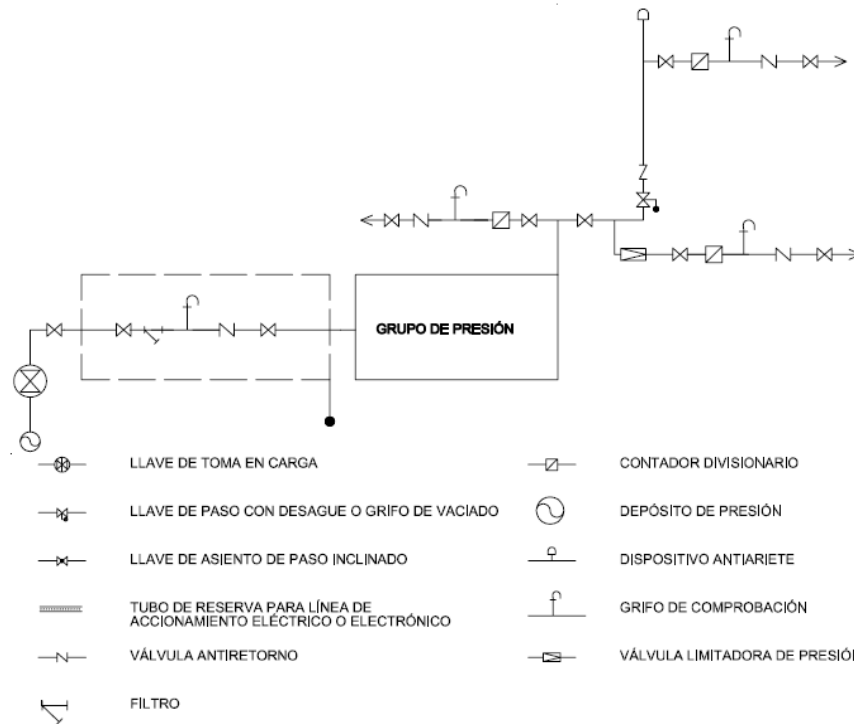 GRUPO DE PRESIÓN
LLAVE DE TOMA EN CARGA
CONTADOR DIVISIONARIO
LLAVE DE PASO CON DESAGUE O GRIFO DE VACIADO
DEPÓSITO DE PRESIÓN
LLAVE DE ASIENTO DE PASO INCLINADO
DISPOSITIVO ANTIARIETE
TUBO DE RESERVA PARA LÍNEA DE
ACCIONAMIENTO ELÉCTRICO O ELECTRÓNICO
GRIFO DE COMPROBACIÓN
VÁLVULA ANTIRETORNO
VÁLVULA LIMITADORA DE PRESIÓN
FILTRO